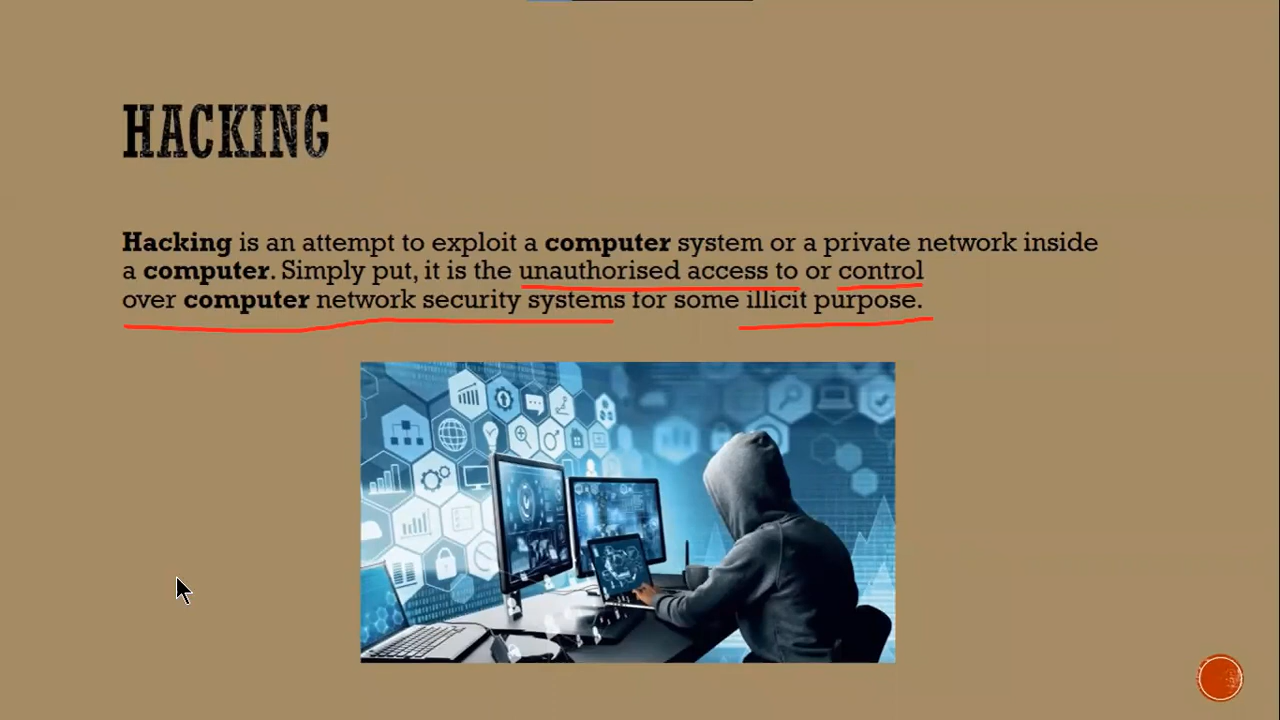 HACKING
Hacking is an attempt to exploit a computer system or a private network inside
a computer. Simply put, it is the unauthorised access to or control
over computer network security systems for some illicit purpose.